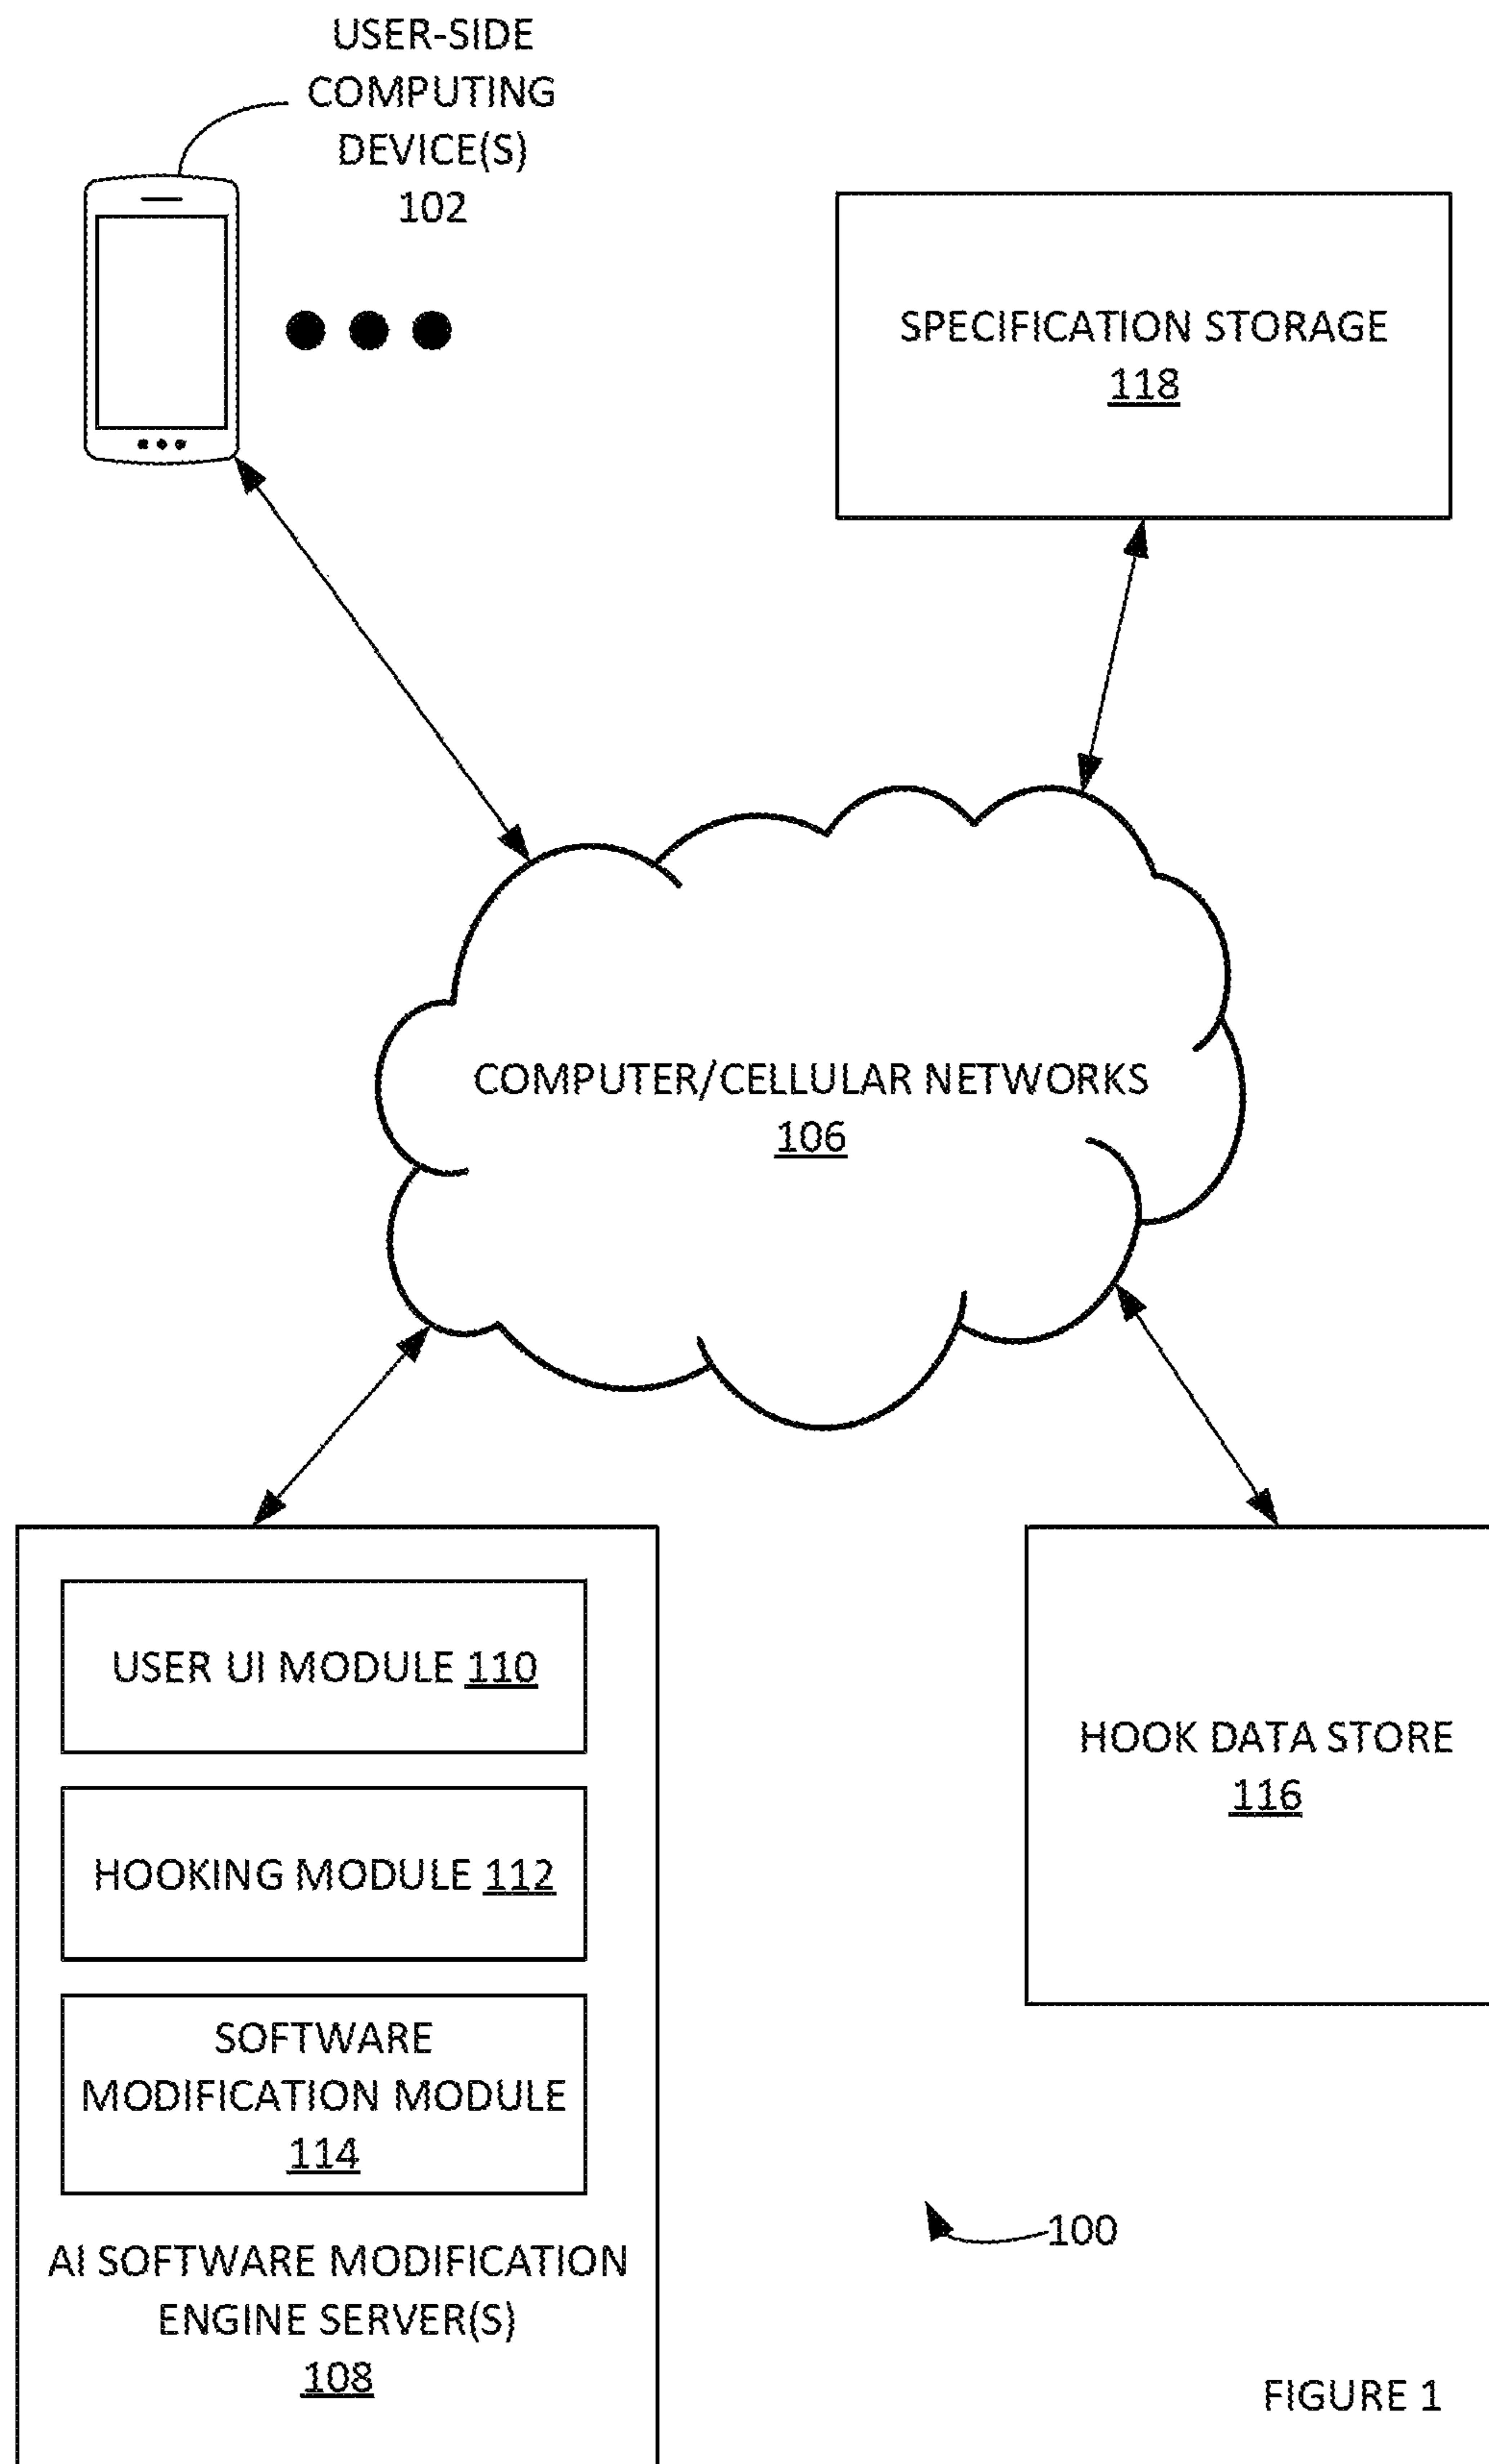 USER-SIDE
COMPUTING
DEVICE(S)
102
SPECIFICATION STORAGE
118
COMPUTER/CELLULAR NETWORKS
106
USER UI MODULE 110
HOOKING MODULE 112
SOFTWARE
MODIFICATION MODULE
114
AI SOFTWARE MODIFICATION
ENGINE SERVER(S)
108
HOOK DATA STORE
116
100
FIGURE 1